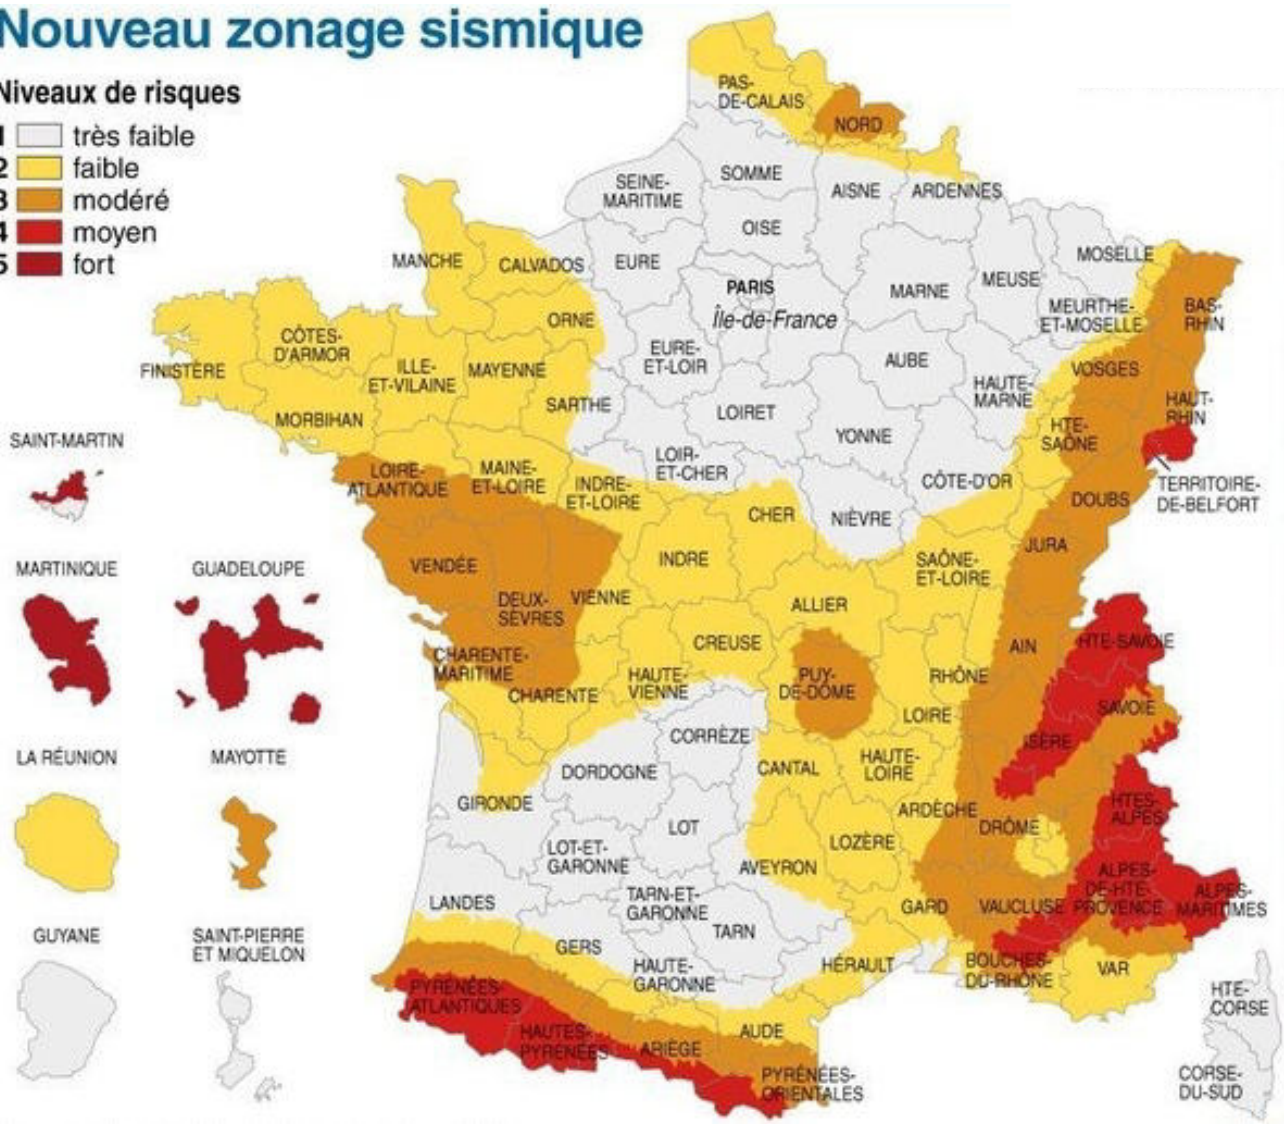 Nouveau zonage sismique
Niveaux de risques
1 très faible
2 faible
3 modéré
4 moyen
5 fort
PAS-
DE-CALAIS
NORD
SOMME
SEINE-
MARITIME
AISNE
ARDENNES
OISE
MANCHE
CALVADOS
EURE
MOSELLE
MEUSE
PARIS
MARNE
Île-de-France
MEURTHE-
ET-MOSELLE
BAS-
RHIN
ORNE
CÔTES-
D'ARMOR
FINISTÈRE
ILLE-
ET-VILAINE
MAYENNE
EURE-
ET-LOIR
AUBE
VOSGES
HAUTE-
MARNE
SARTHE
MORBIHAN
LOIRET
HAUT-
RHIN
YONNE
HTE-
SAÔNE
SAINT-MARTIN
LOIRE-
ATLANTIQUE
MAINE-
ET-LOIRE
INDRE-
ET-LOIRE
LOIR-
ET-CHER
CÔTE-D'OR
TERRITOIRE-
DE-BELFORT
CHER
NIÈVRE
DOUBS
JURA
MARTINIQUE
GUADELOUPE
VENDÉE
INDRE
SAÔNE-
ET-LOIRE
DEUX-
SÈVRES
VIENNE
ALLIER
CREUSE
AIN
HTE-SAVOIE
CHARENTE-
MARITIME
CHARENTE
HAUTE-
VIENNE
PUY-
DE-DÔME
RHÔNE
LOIRE
SAVOIE
ISÈRE
LA RÉUNION
MAYOTTE
CORRÈZE
DORDOGNE
CANTAL
HAUTE-
LOIRE
GIRONDE
ARDÈCHE
DRÔME
HTES-
ALPES
LOT
LOT-ET-
GARONNE
AVEYRON
LOZÈRE
LANDES
TARN-ET-
GARONNE
TARN
GARD
VAUCLUSE
ALPES-
DE-HTE-
PROVENCE
ALPES-
MARITIMES
GUYANE
SAINT-PIERRE
ET MIQUELON
GERS
HAUTE-
GARONNE
HÉRAULT
BOUCHES-
DU-RHÔNE
VAR
PYRÉNÉES-
ATLANTIQUES
HAUTES-
PYRÉNÉES
ARIÈGE
AUDE
PYRÉNÉES-
ORIENTALES
HTE-
CORSE
CORSE-
DU-SUD